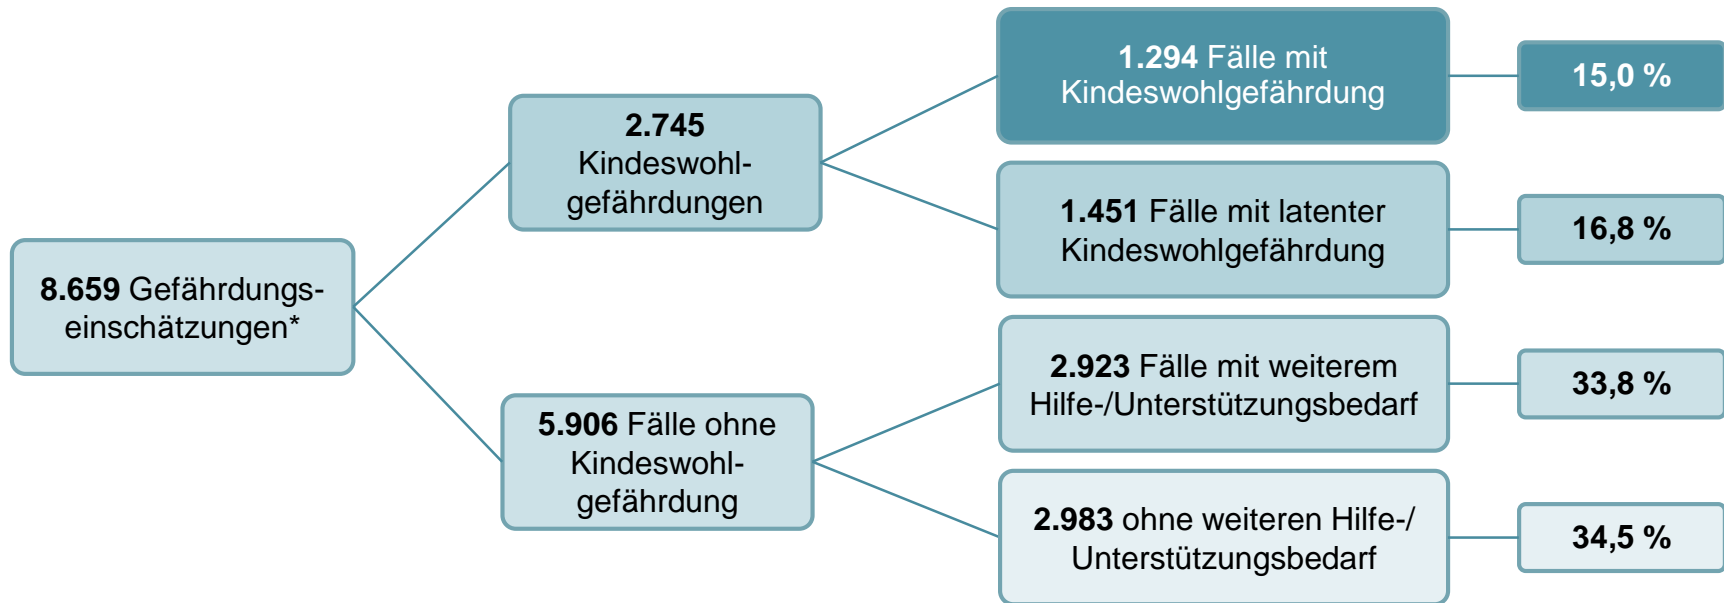 8.659 Gefährdungs-
einschätzungen*
2.745
Kindeswohl-
gefährdungen
5.906 Fälle ohne
Kindeswohl-
gefährdung
1.294 Fälle mit
Kindeswohlgefährdung
15,0 %
1.451 Fälle mit latenter
Kindeswohlgefährdung
16,8 %
2.923 Fälle mit weiterem
Hilfe-/Unterstützungsbedarf
33,8 %
2.983 ohne weiteren Hilfe-/
Unterstützungsbedarf
34,5 %